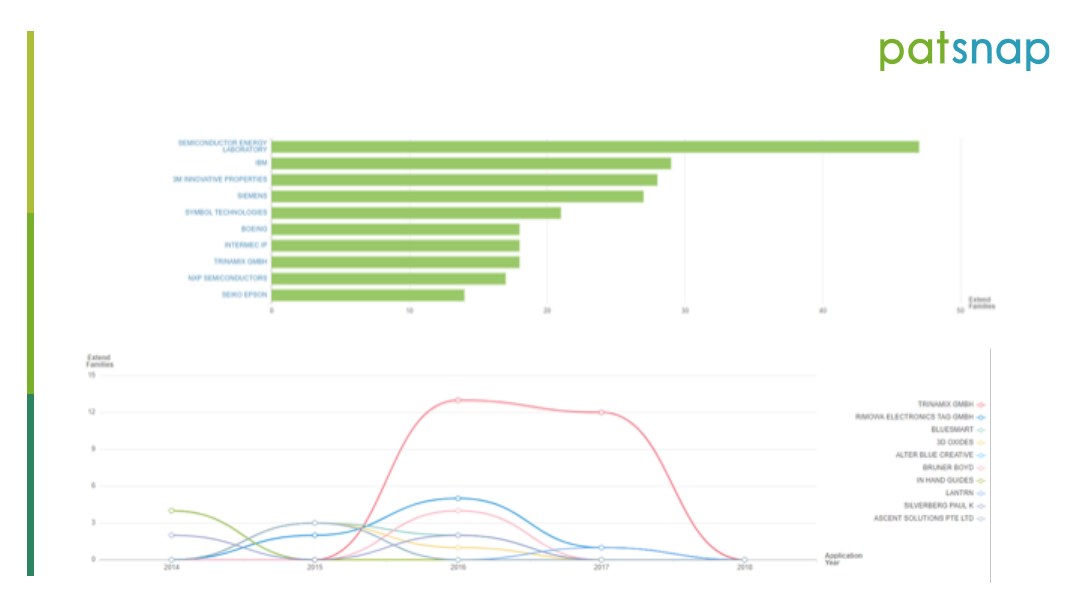 patsnap
SEMICONDUCTOR ENERGY
LABORATORY
IBM
3M INNOVATIVE PROPERTIES
SIEMENS
SYMBOL TECHNOLOGIES
BOEING
INTERMEC IP
TRINAMIX GMBH
NXP SEMICONDUCTORS
SEIKO EPSON
0 10 20 30 40 50
Extend
Families
Extend
Families
15
12
9
6
3
0
2014 2015 2016 2017 2018
Application
Year
TRINAMIX GMBH
RIMOWA ELECTRONICS TAG GMBH
BLUESMART
3D OXIDES
ALTER BLUE CREATIVE
BRUNER BOYD
IN HAND GUIDES
LANTRN
SILVERBERG PAUL K
ASCENT SOLUTIONS PTE LTD